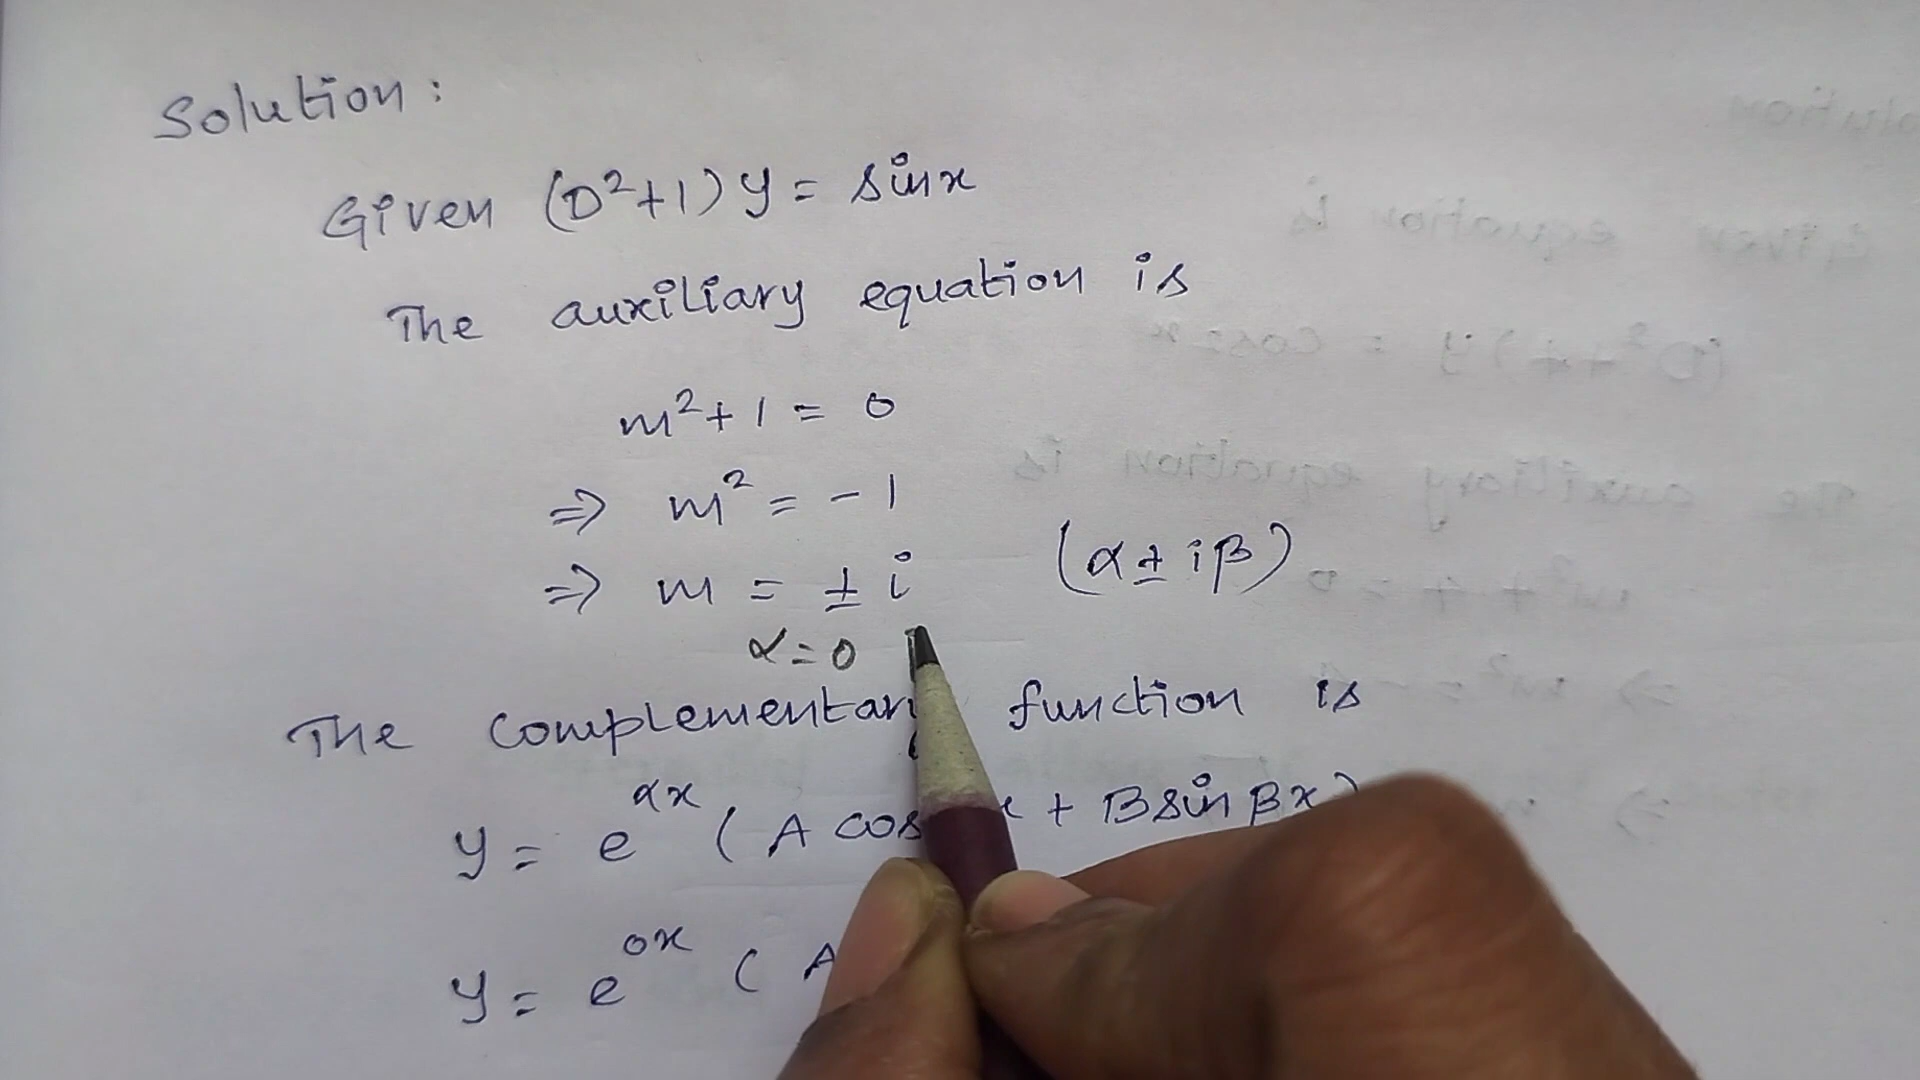 Solution:
Given (D²+1) y = sinx
The auxiliary equation is
m²+1 = 0
⇒ m² = -1
⇒ m = ± i (α ± iβ)
α=0
The complementary function is
y = e^αx ( A cos + B sin βx)
y = e^0x ( A